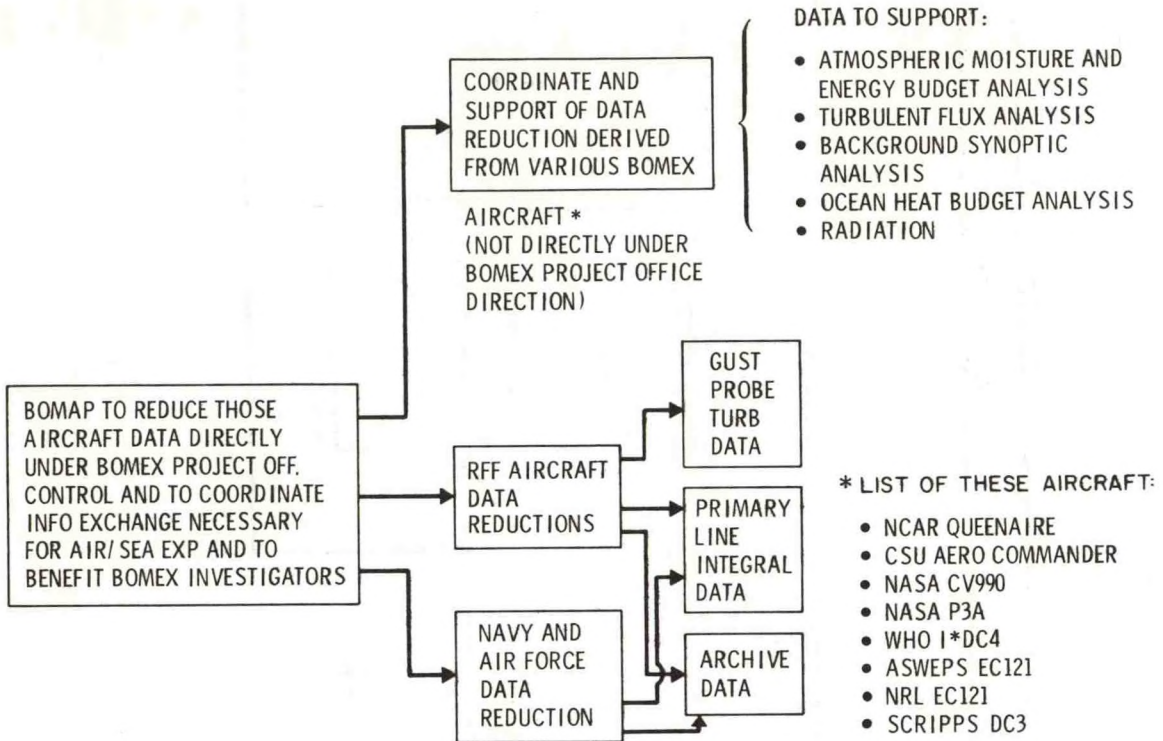 DATA TO SUPPORT:
• ATMOSPHERIC MOISTURE AND
ENERGY BUDGET ANALYSIS
• TURBULENT FLUX ANALYSIS
• BACKGROUND SYNOPTIC
ANALYSIS
• OCEAN HEAT BUDGET ANALYSIS
• RADIATION
COORDINATE AND
SUPPORT OF DATA
REDUCTION DERIVED
FROM VARIOUS BOMEX
AIRCRAFT *
(NOT DIRECTLY UNDER
BOMEX PROJECT OFFICE
DIRECTION)
BOMAP TO REDUCE THOSE
AIRCRAFT DATA DIRECTLY
UNDER BOMEX PROJECT OFF.
CONTROL AND TO COORDINATE
INFO EXCHANGE NECESSARY
FOR AIR/SEA EXP AND TO
BENEFIT BOMEX INVESTIGATORS
RFF AIRCRAFT
DATA
REDUCTIONS
NAVY AND
AIR FORCE
DATA
REDUCTION
GUST
PROBE
TURB
DATA
PRIMARY
LINE
INTEGRAL
DATA
ARCHIVE
DATA
* LIST OF THESE AIRCRAFT:
• NCAR QUEENAIRE
• CSU AERO COMMANDER
• NASA CV990
• NASA P3A
• WHO I*DC4
• ASWEPS EC121
• NRL EC121
• SCRIPPS DC3